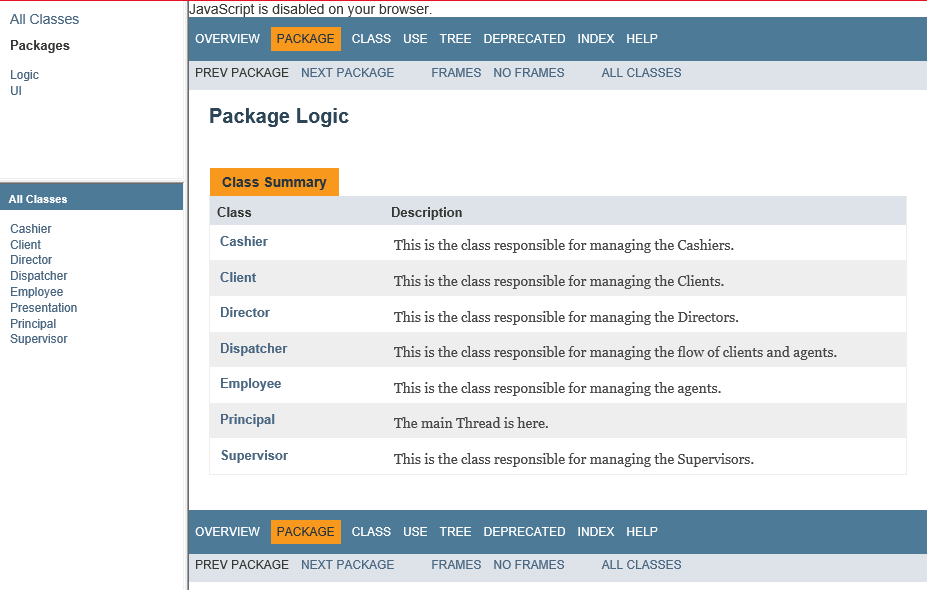 All Classes
Packages
Logic
UI
All Classes
Cashier
Client
Director
Dispatcher
Employee
Presentation
Principal
Supervisor
JavaScript is disabled on your browser.
OVERVIEW PACKAGE CLASS USE TREE DEPRECATED INDEX HELP
PREV PACKAGE NEXT PACKAGE FRAMES NO FRAMES ALL CLASSES
Package Logic
Class Summary
Class Description
Cashier This is the class responsible for managing the Cashiers.
Client This is the class responsible for managing the Clients.
Director This is the class responsible for managing the Directors.
Dispatcher This is the class responsible for managing the flow of clients and agents.
Employee This is the class responsible for managing the agents.
Principal The main Thread is here.
Supervisor This is the class responsible for managing the Supervisors.
OVERVIEW PACKAGE CLASS USE TREE DEPRECATED INDEX HELP
PREV PACKAGE NEXT PACKAGE FRAMES NO FRAMES ALL CLASSES